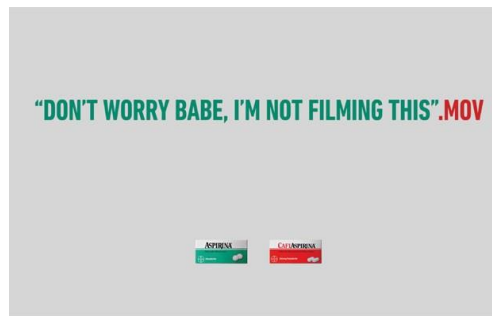 “DON’T WORRY BABE, I’M NOT FILMING THIS”.MOV
ASPIRINA
CAFIASPIRINA